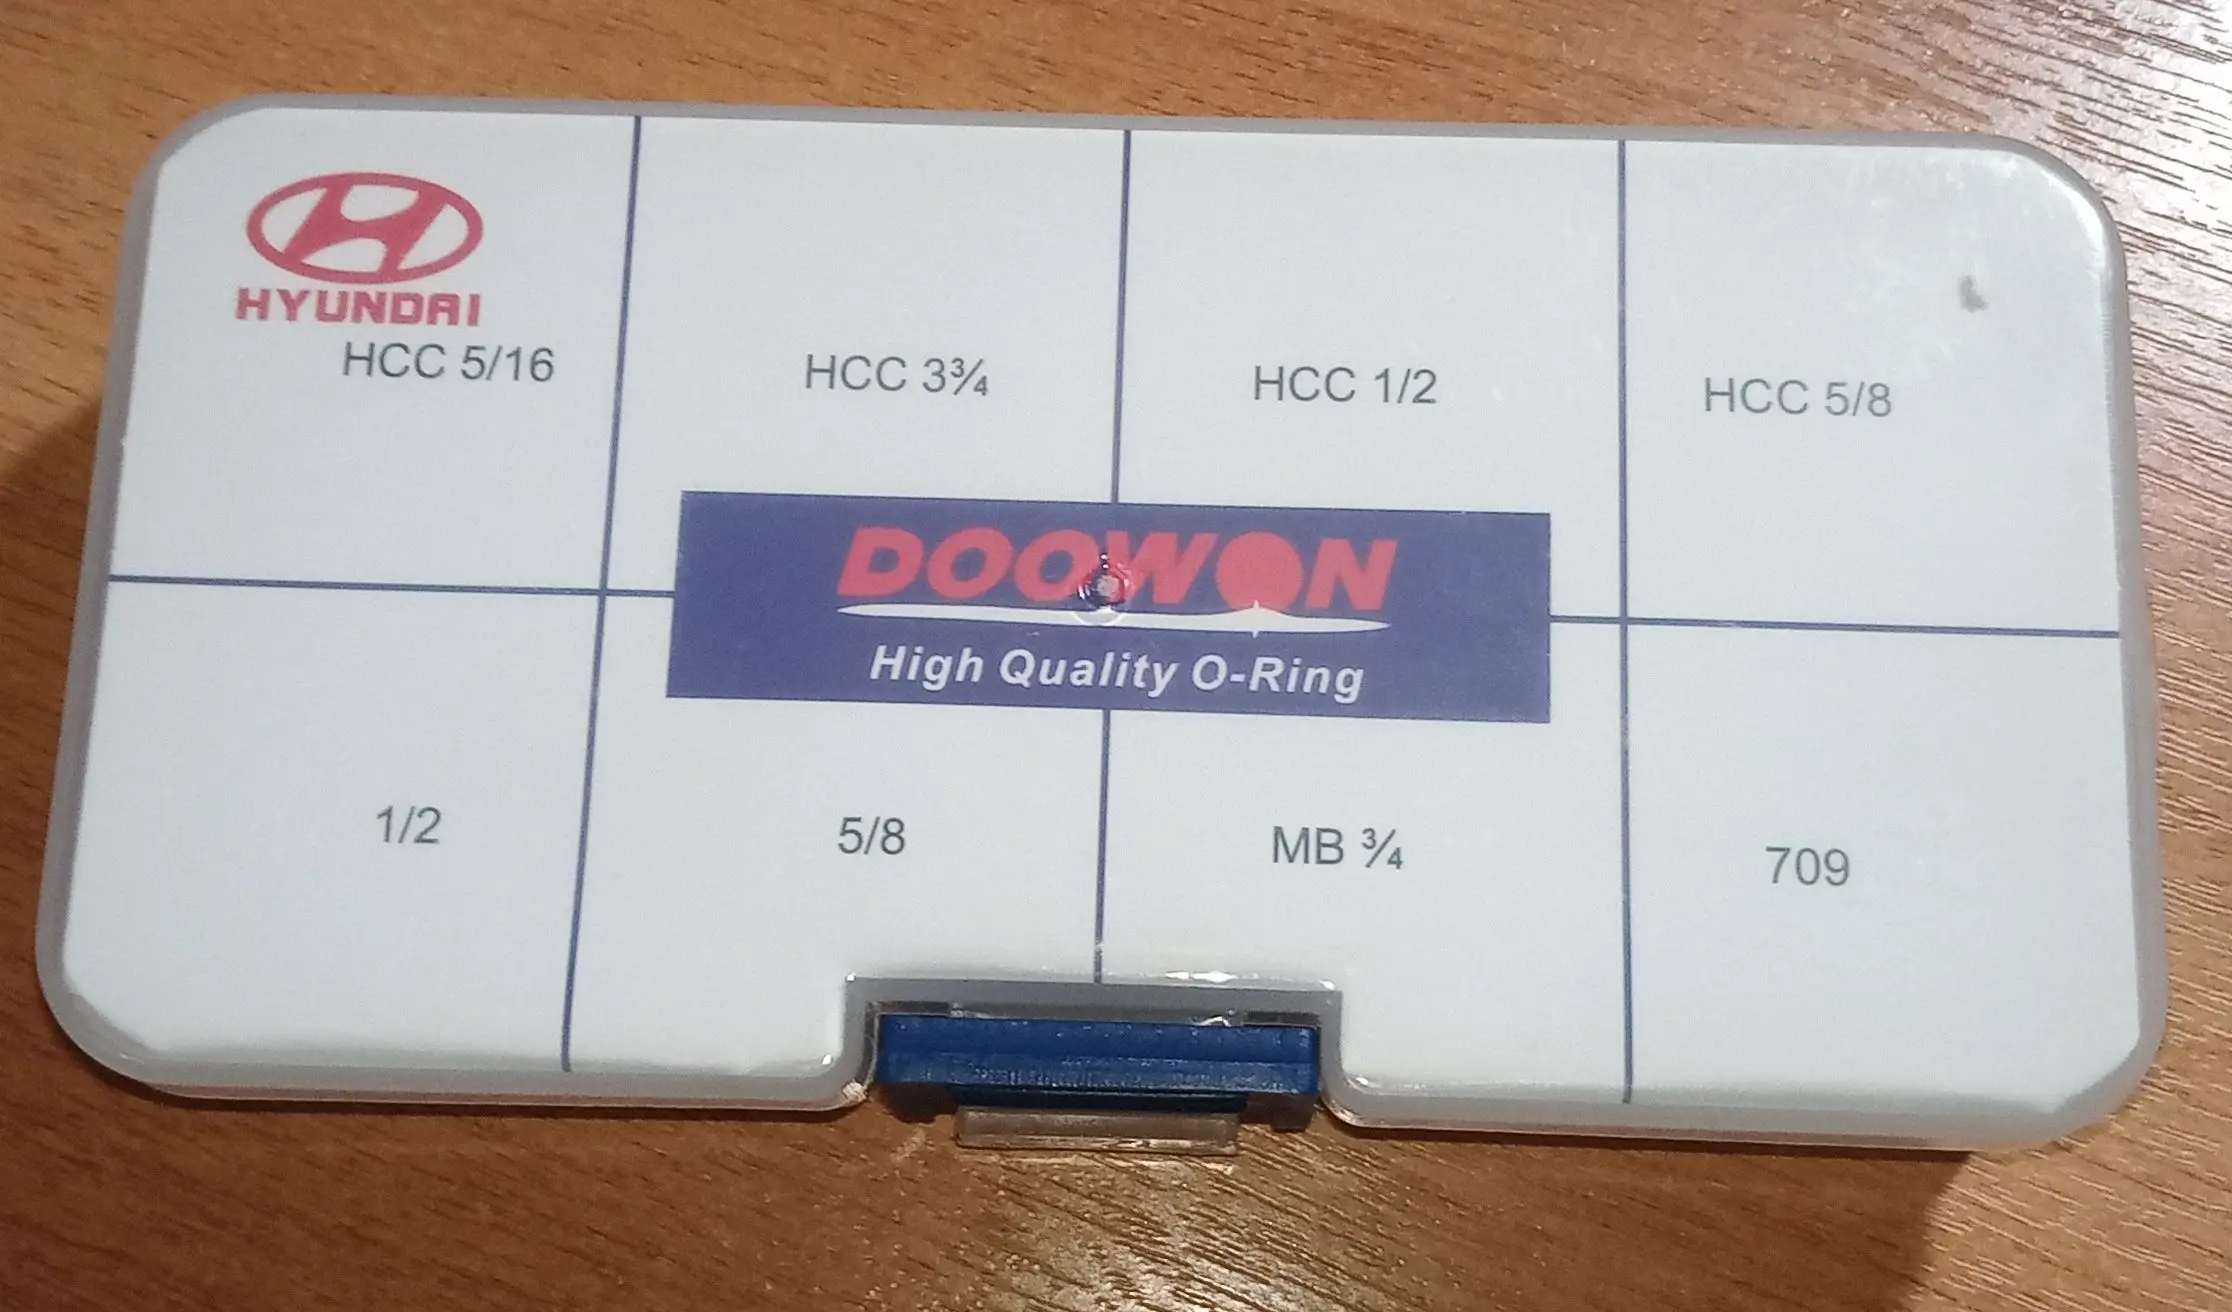 HYUNDAI
HCC 5/16
HCC 3¾
HCC 1/2
HCC 5/8
DOOWON
High Quality O-Ring
1/2
5/8
MB ¾
709